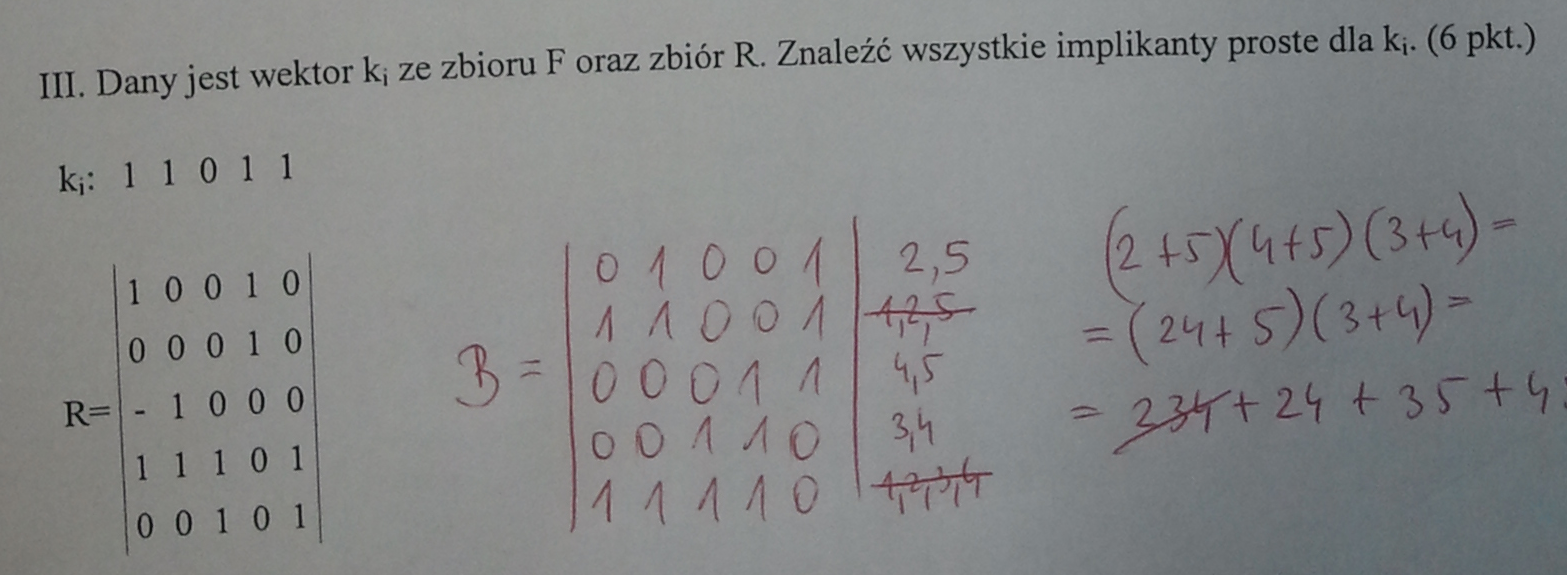 III. Dany jest wektor ki ze zbioru F oraz zbiór R. Znaleźć wszystkie implikanty proste dla ki. (6 pkt.)
ki: 1 1 0 1 1
R=
1 0 0 1 0
0 0 0 1 0
- 1 0 0 0
1 1 1 0 1
0 0 1 0 1
B =
0 1 0 0 1 2,5
1 1 0 0 1 1,2,5
0 0 0 1 1 4,5
0 0 1 1 0 3,4
1 1 1 1 0 1,2,3,4
(2+5)(4+5)(3+4)=
=(24+5)(3+4)=
= 234+24+35+4